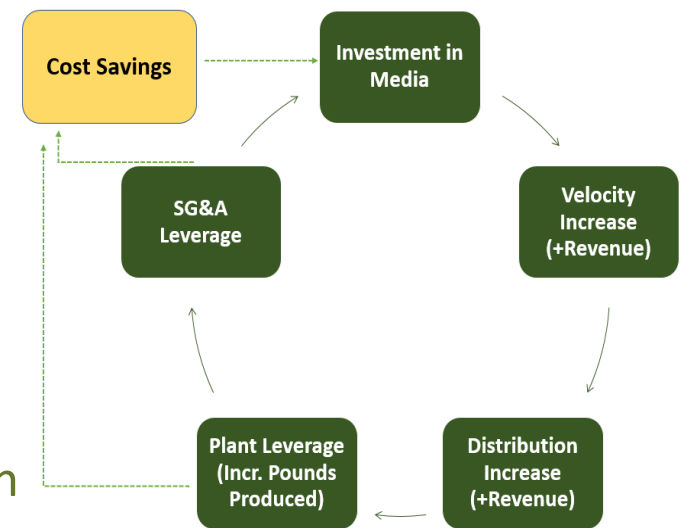 Cost Savings
Investment in
Media
Velocity
Increase
(+Revenue)
Distribution
Increase
(+Revenue)
Plant Leverage
(Incr. Pounds
Produced)
SG&A
Leverage